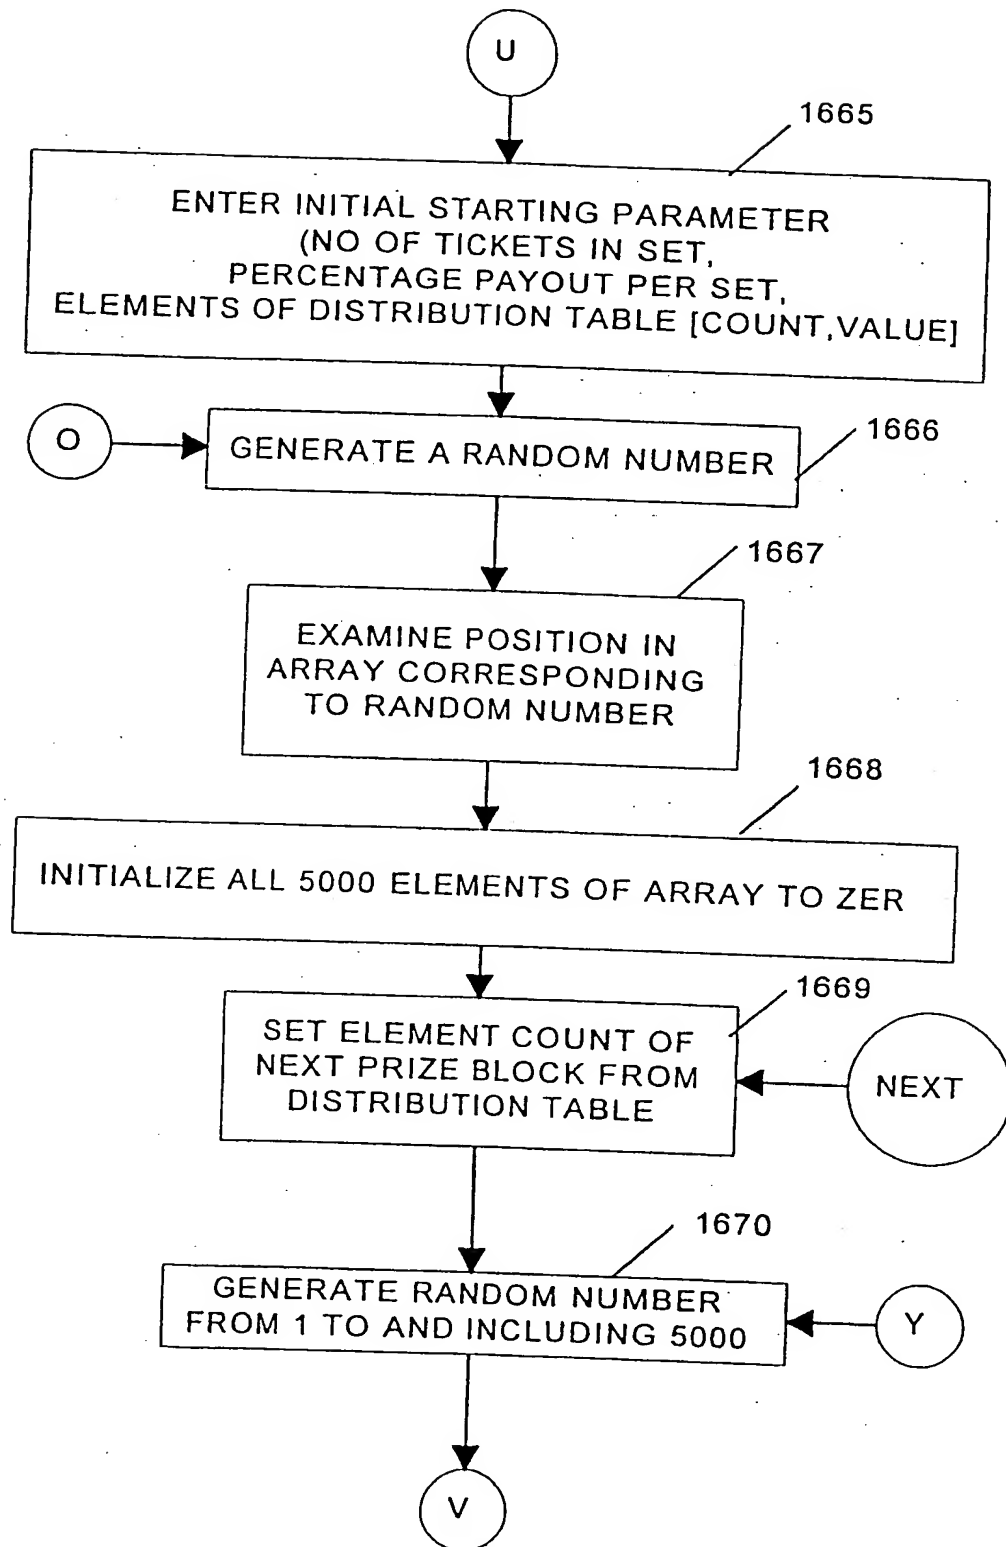 U
1665
ENTER INITIAL STARTING PARAMETER
(NO OF TICKETS IN SET,
PERCENTAGE PAYOUT PER SET,
ELEMENTS OF DISTRIBUTION TABLE [COUNT,VALUE]
O
1666
GENERATE A RANDOM NUMBER
1667
EXAMINE POSITION IN
ARRAY CORRESPONDING
TO RANDOM NUMBER
1668
INITIALIZE ALL 5000 ELEMENTS OF ARRAY TO ZER
1669
SET ELEMENT COUNT OF
NEXT PRIZE BLOCK FROM
DISTRIBUTION TABLE
NEXT
1670
GENERATE RANDOM NUMBER
FROM 1 TO AND INCLUDING 5000
Y
V